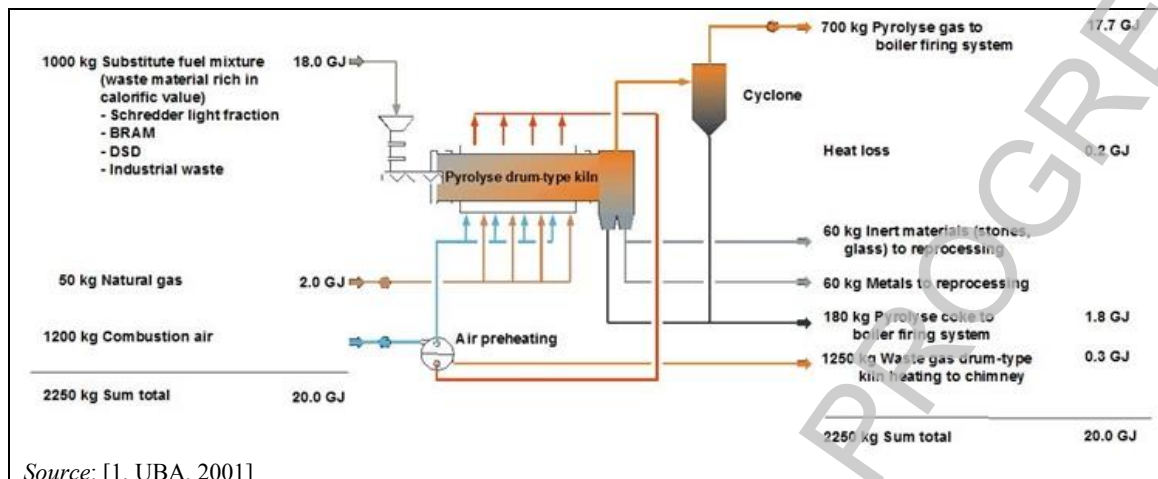 1000 kg Substitute fuel mixture 18.0 GJ
(waste material rich in
calorific value)
- Schredder light fraction
- BRAM
- DSD
- Industrial waste
50 kg Natural gas 2.0 GJ
1200 kg Combustion air
2250 kg Sum total 20.0 GJ
Pyrolyse drum-type kiln
Air preheating
Cyclone
700 kg Pyrolyse gas to 17.7 GJ
boiler firing system
Heat loss 0.2 GJ
60 kg Inert materials (stones,
glass) to reprocessing
60 kg Metals to reprocessing
180 kg Pyrolyse coke to 1.8 GJ
boiler firing system
1250 kg Waste gas drum-type 0.3 GJ
kiln heating to chimney
2250 kg Sum total 20.0 GJ
Source: [1, UBA, 2001]
PROGRE